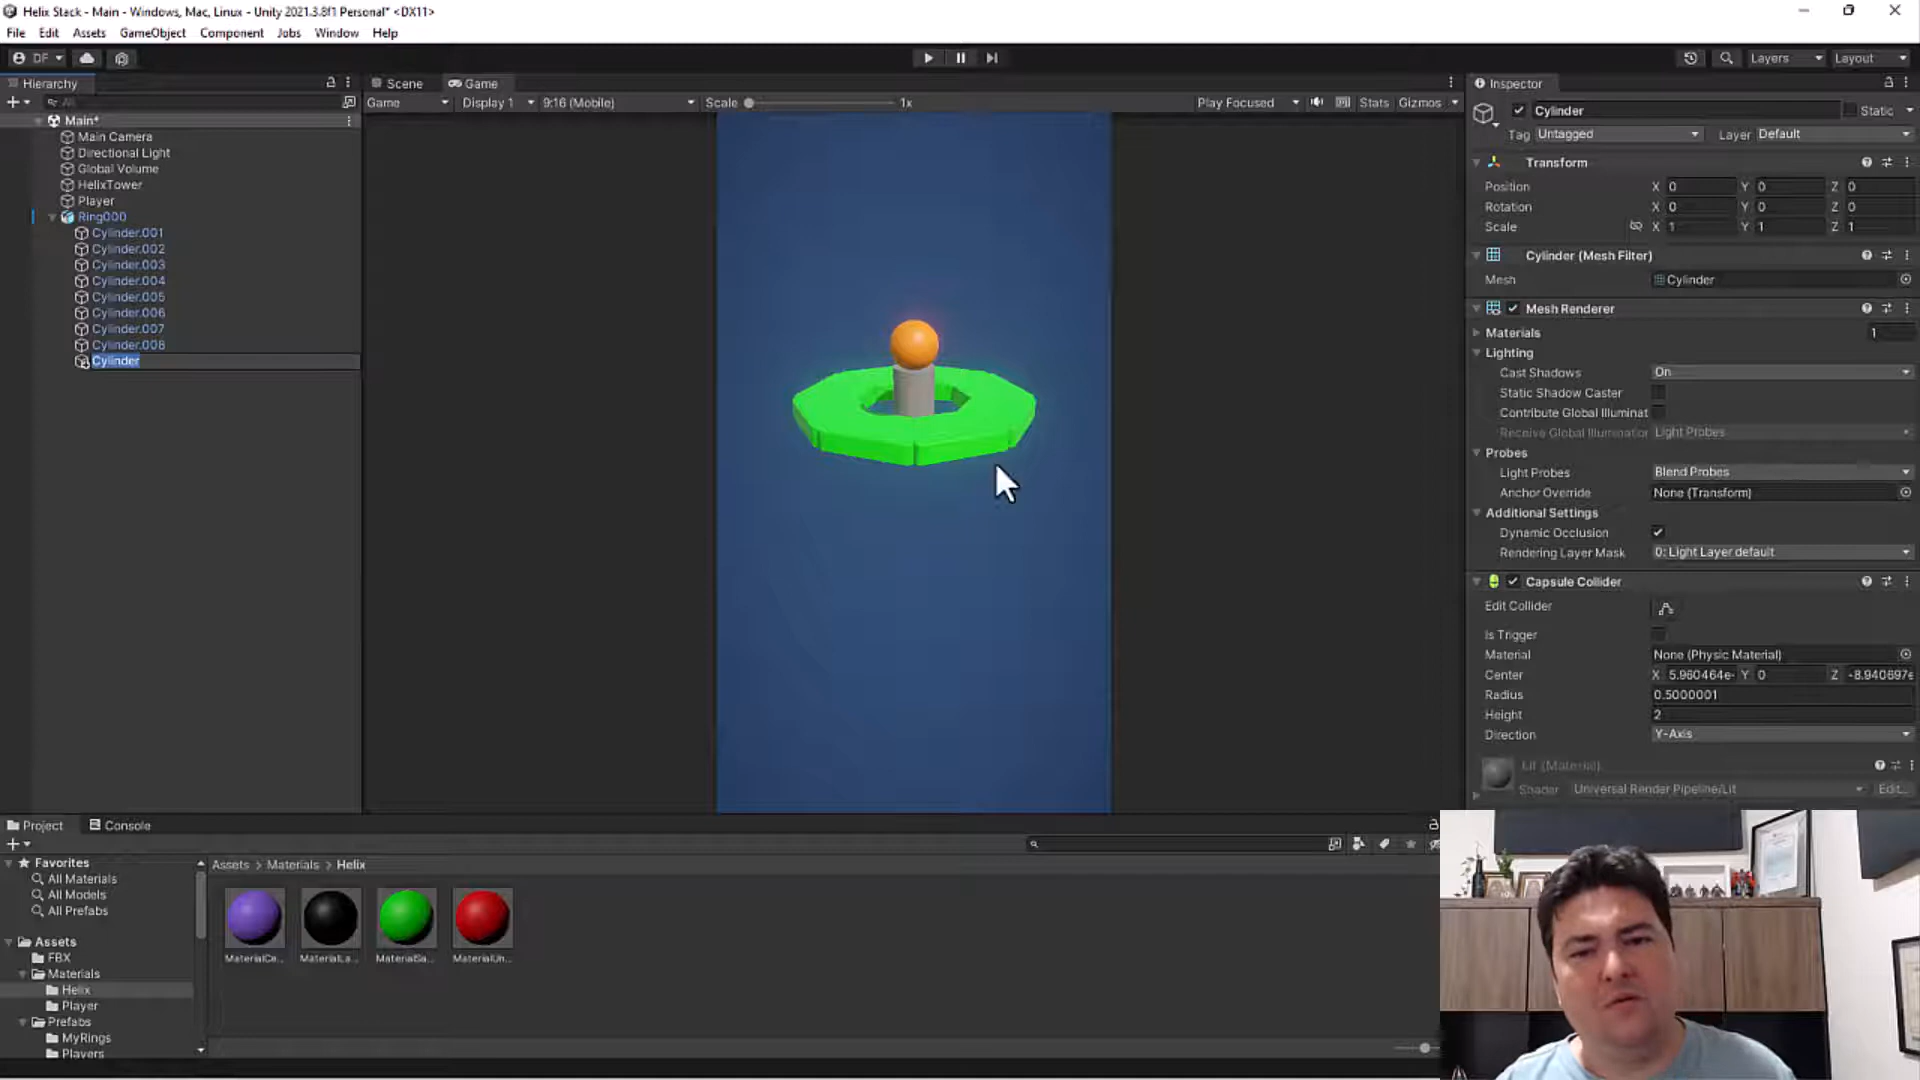 Helix Stack - Main - Windows, Mac, Linux - Unity 2021.3.8f1 Personal* <DX11>
File Edit Assets GameObject Component Jobs Window Help
DF Layers Layout
Hierarchy
Scene Game
Inspector
All
Game Display 1 9:16 (Mobile) Scale 1x Play Focused Stats Gizmos
Cylinder Static
Main*
Main Camera
Directional Light
Global Volume
HelixTower
Player
Ring000
Cylinder.001
Cylinder.002
Cylinder.003
Cylinder.004
Cylinder.005
Cylinder.006
Cylinder.007
Cylinder.008
Cylinder
Tag Untagged Layer Default
Transform
Position X 0 Y 0 Z 0
Rotation X 0 Y 0 Z 0
Scale X 1 Y 1 Z 1
Cylinder (Mesh Filter)
Mesh Cylinder
Mesh Renderer
Materials 1
Lighting
Cast Shadows On
Static Shadow Caster
Contribute Global Illuminat
Receive Global Illumination Light Probes
Probes
Light Probes Blend Probes
Anchor Override None (Transform)
Additional Settings
Dynamic Occlusion
Rendering Layer Mask 0: Light Layer default
Capsule Collider
Edit Collider
Is Trigger
Material None (Physic Material)
Center X 5.960464e- Y 0 Z -8.940697e
Radius 0.5000001
Height 2
Direction Y-Axis
Lit (Material)
Shader Universal Render Pipeline/Lit Edit...
Project Console
Favorites
All Materials
All Models
All Prefabs
Assets
FBX
Materials
Helix
Player
Prefabs
MyRings
Players
Assets > Materials > Helix
MaterialCe... MaterialLa... MaterialSa... MaterialUn...